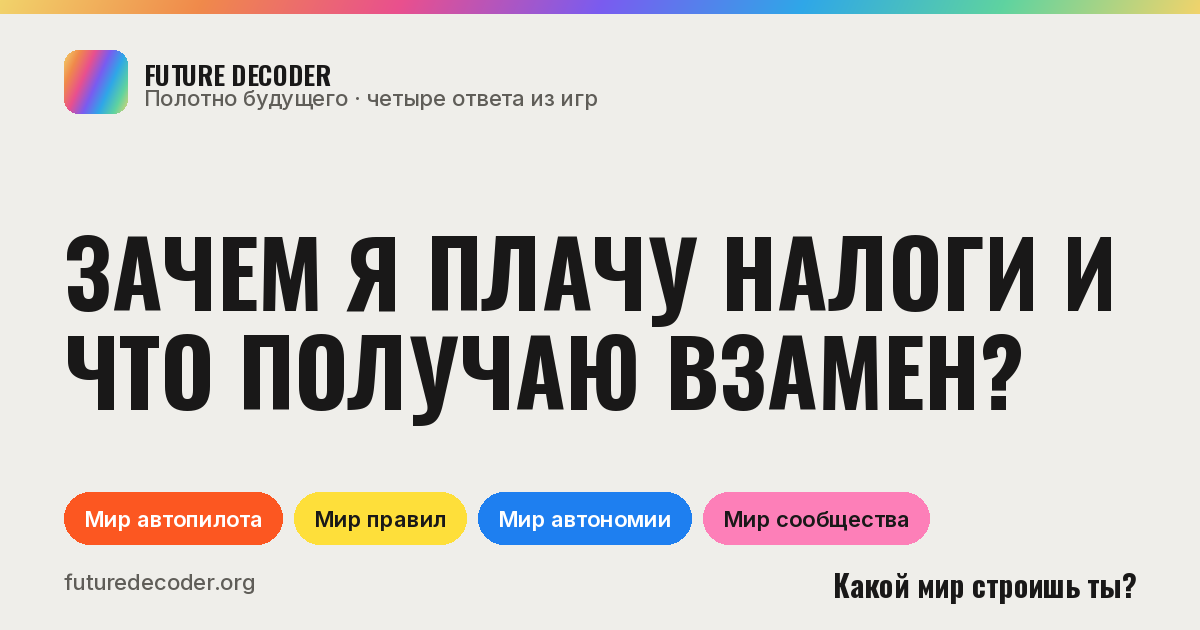 FUTURE DECODER
Полотно будущего · четыре ответа из игр
ЗАЧЕМ Я ПЛАЧУ НАЛОГИ И
ЧТО ПОЛУЧАЮ ВЗАМЕН?
Мир автопилота Мир правил Мир автономии Мир сообщества
futuredecoder.org Какой мир строишь ты?